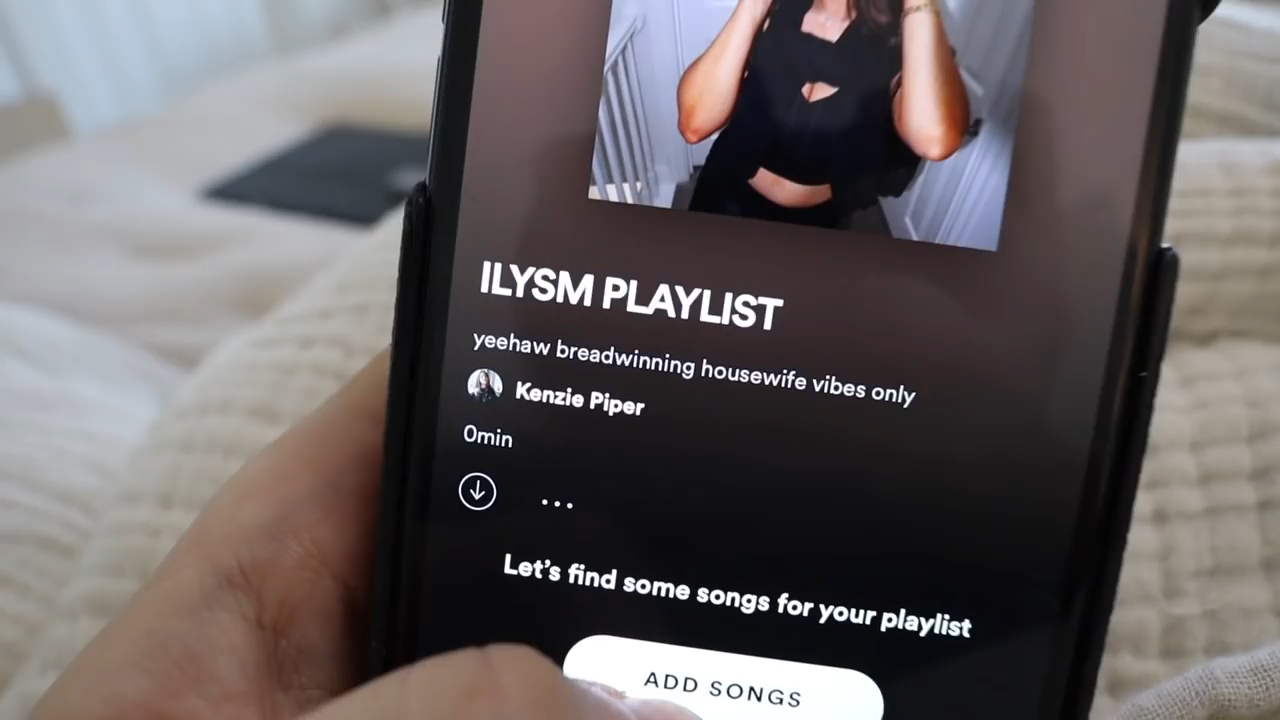 ILYSM PLAYLIST
yeehaw breadwinning housewife vibes only
Kenzie Piper
0min
Let's find some songs for your playlist
ADD SONGS